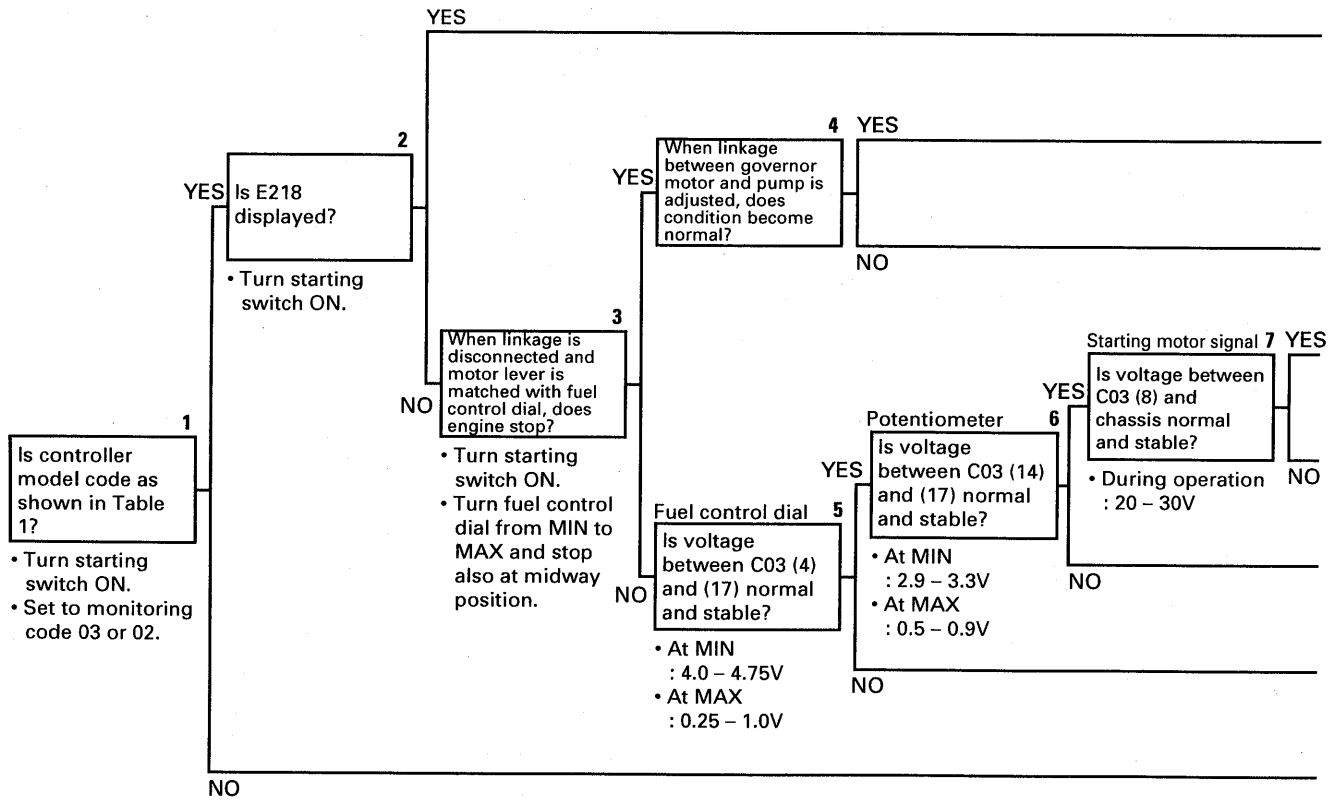 YES
2
YES
Is E218
displayed?
• Turn starting
switch ON.
4
YES
YES
When linkage
between governor
motor and pump is
adjusted, does
condition become
normal?
NO
3
NO
When linkage is
disconnected and
motor lever is
matched with fuel
control dial, does
engine stop?
• Turn starting
switch ON.
• Turn fuel control
dial from MIN to
MAX and stop
also at midway
position.
1
Is controller
model code as
shown in Table
1?
• Turn starting
switch ON.
• Set to monitoring
code 03 or 02.
NO
Fuel control dial 5
Is voltage
between C03 (4)
and (17) normal
and stable?
• At MIN
: 4.0 – 4.75V
• At MAX
: 0.25 – 1.0V
YES
Potentiometer 6
Is voltage
between C03 (14)
and (17) normal
and stable?
• At MIN
: 2.9 – 3.3V
• At MAX
: 0.5 – 0.9V
NO
YES
Starting motor signal 7 YES
Is voltage between
C03 (8) and
chassis normal
and stable?
• During operation
: 20 – 30V
NO
NO
NO